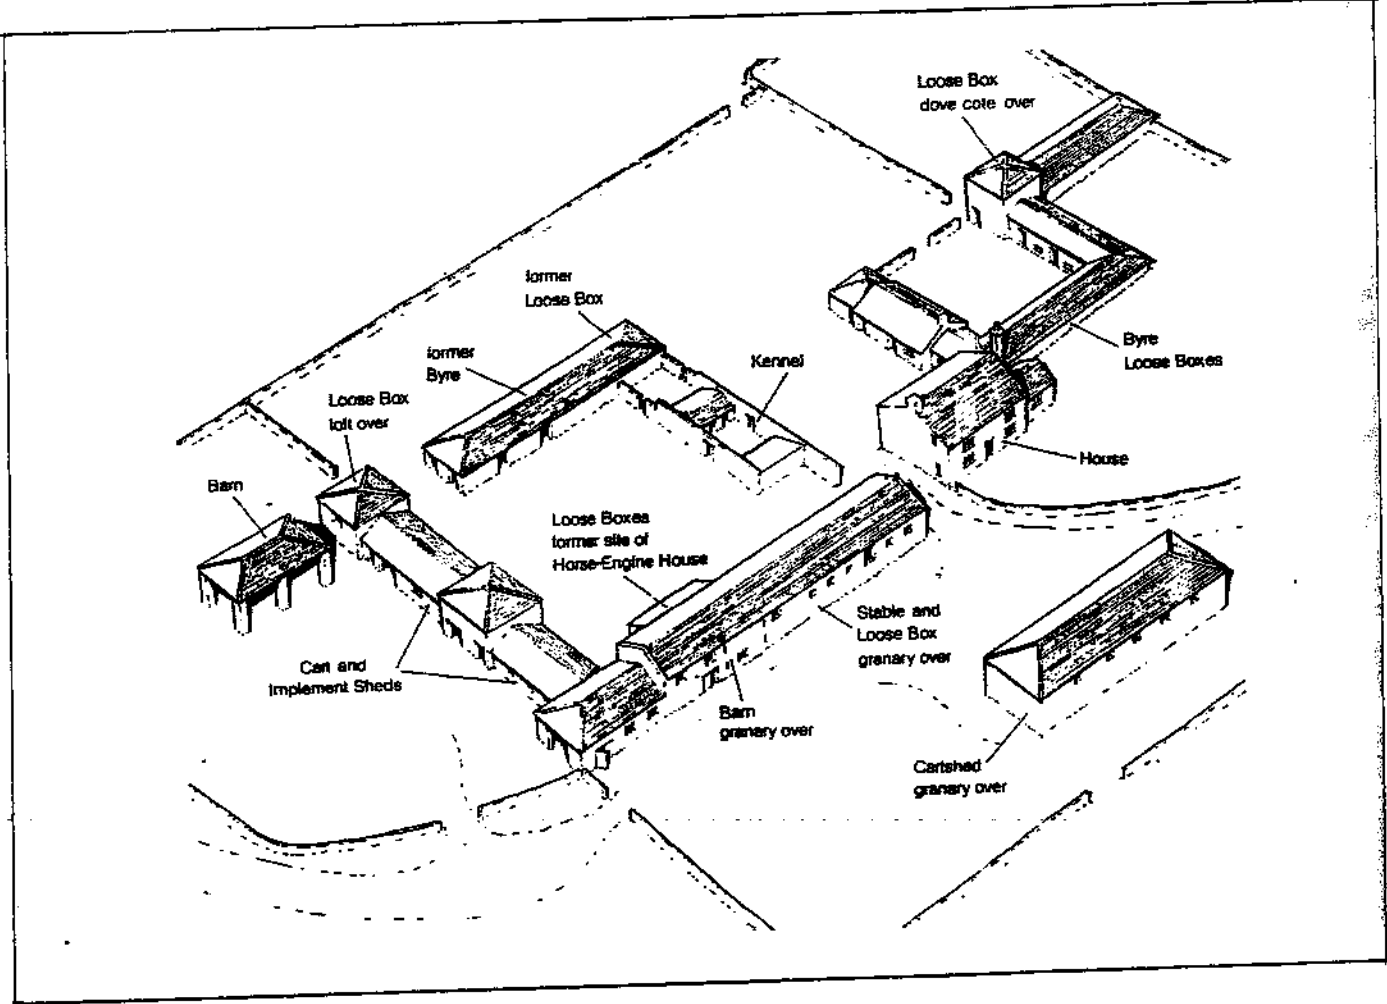 Loose Box
dove cote over
former
Loose Box
former
Byre
Kennel
Byre
Loose Boxes
Loose Box
loft over
House
Barn
Loose Boxes
former site of
Horse-Engine House
Stable and
Loose Box
granary over
Cart and
Implement Sheds
Barn
granary over
Cartshed
granary over